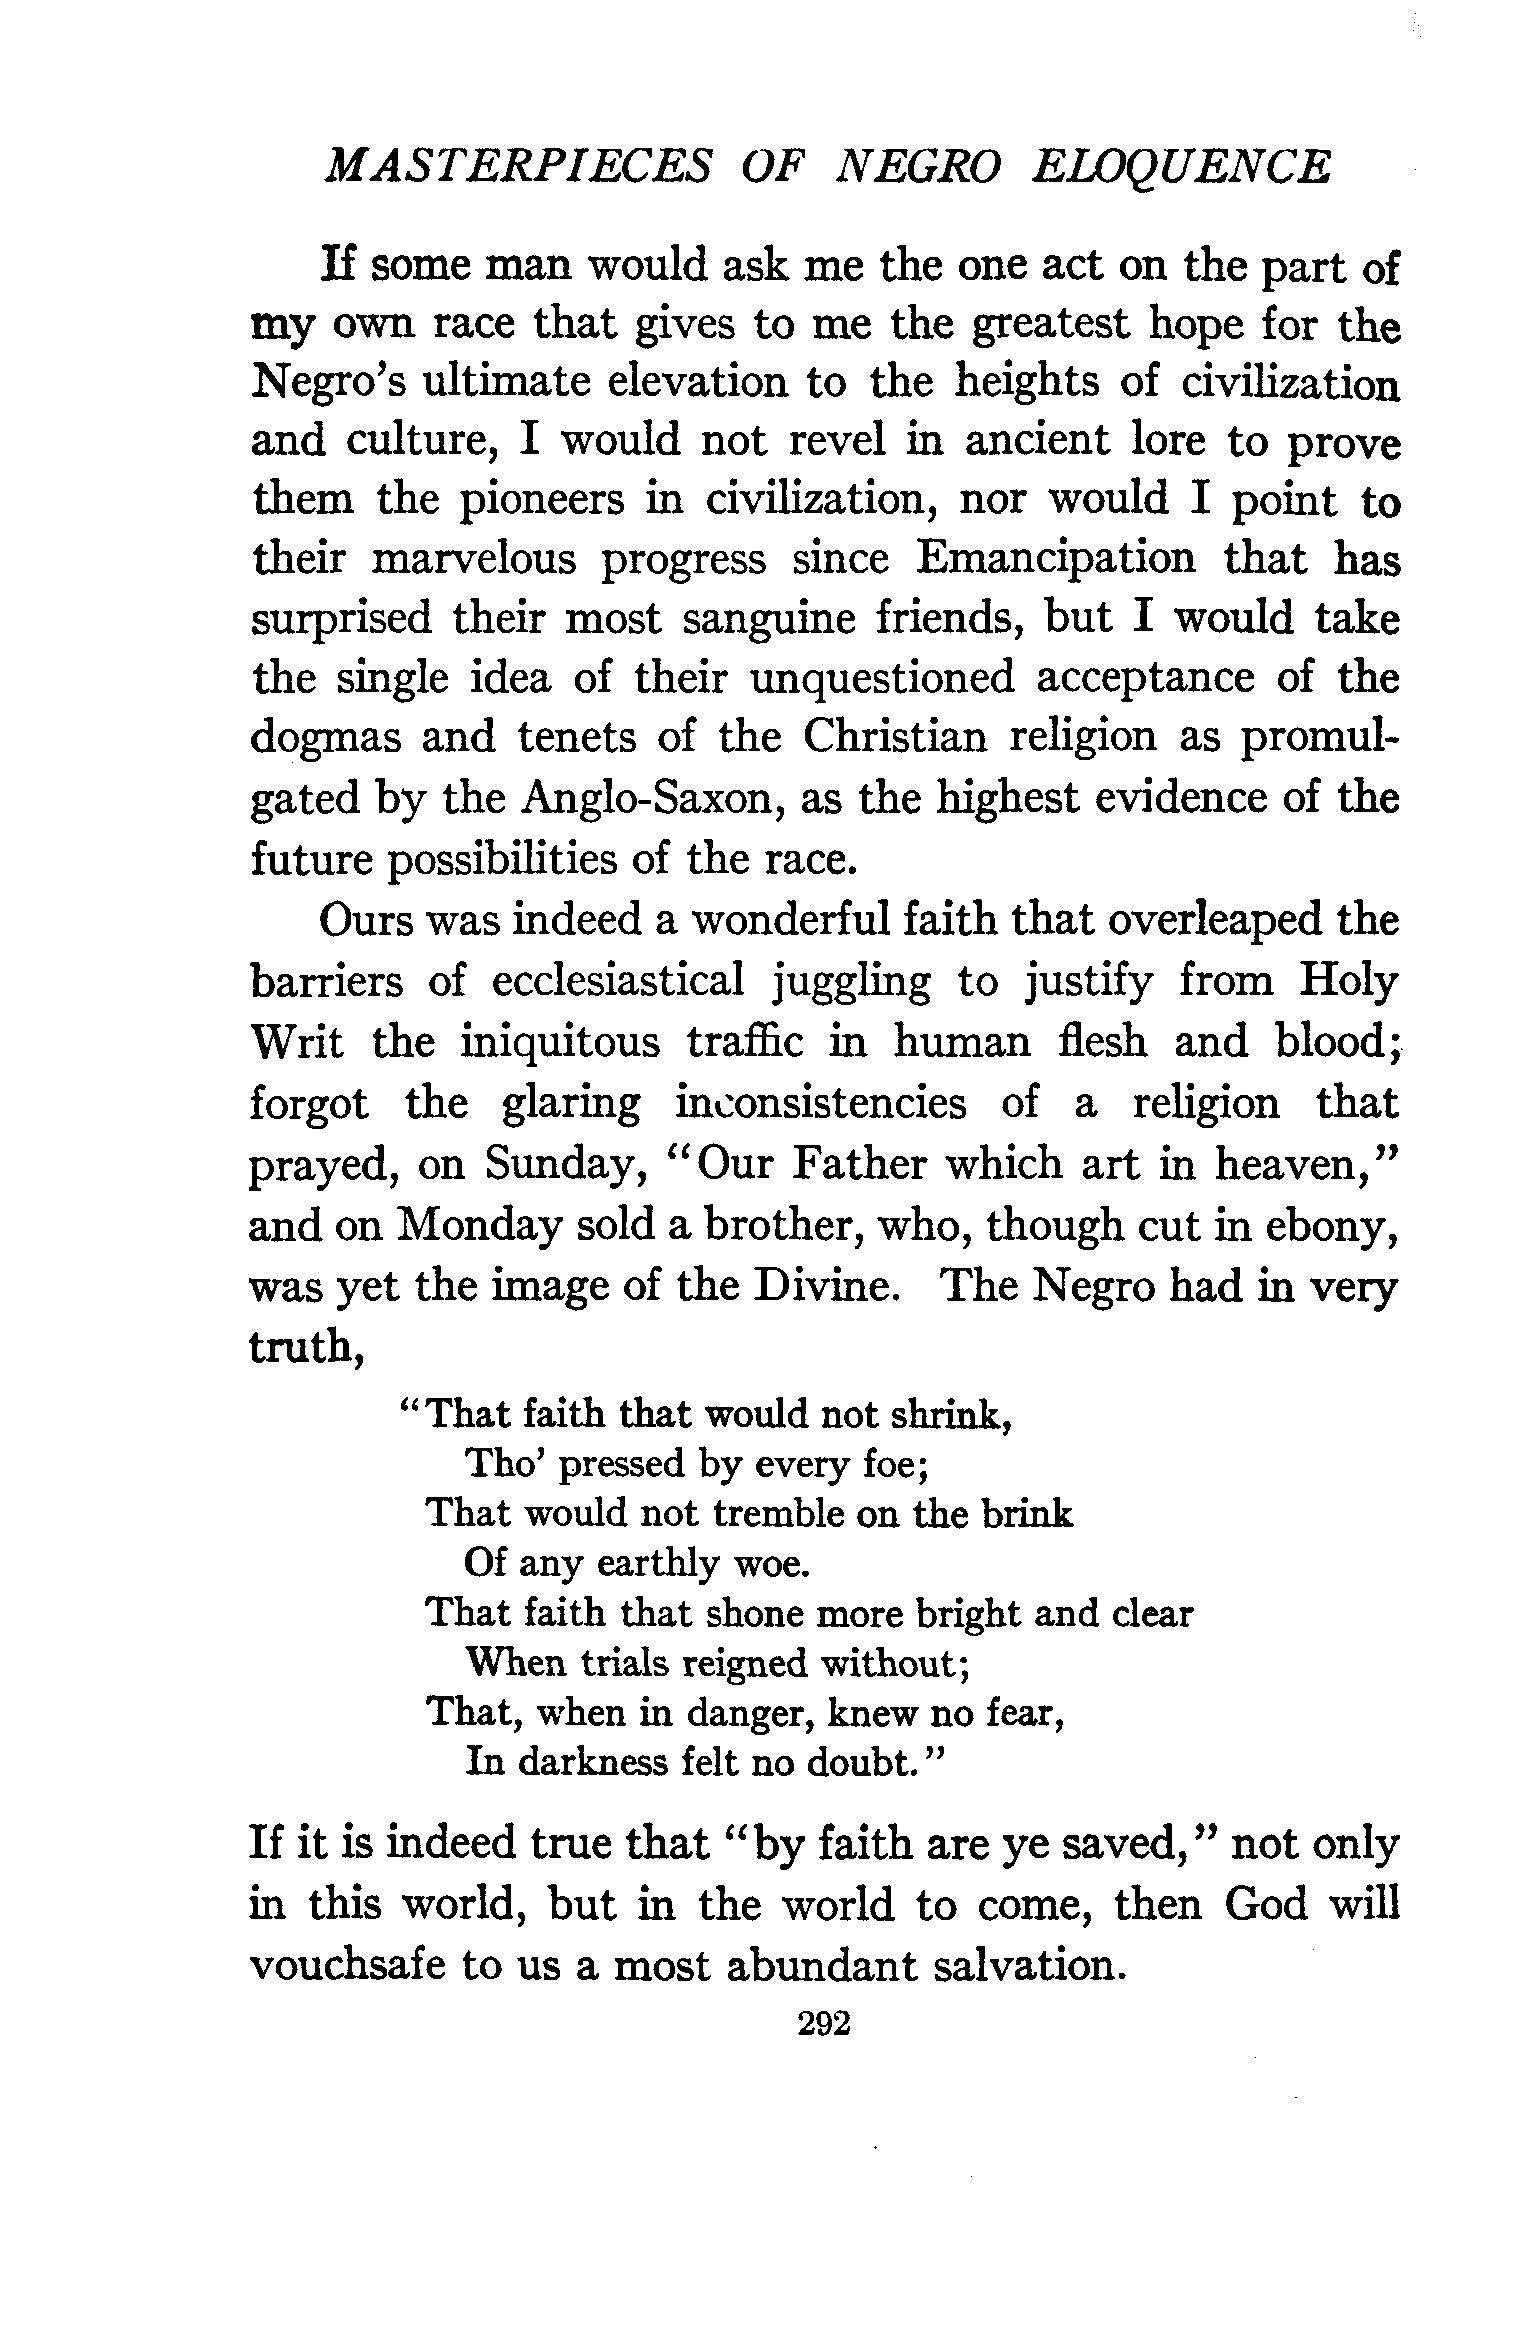 MASTERPIECES OF NEGRO ELOQUENCE
If some man would ask me the one act on the part of
my own race that gives to me the greatest hope for the
Negro's ultimate elevation to the heights of civilization
and culture, I would not revel in ancient lore to prove
them the pioneers in civilization, nor would I point to
their marvelous progress since Emancipation that has
surprised their most sanguine friends, but I would take
the single idea of their unquestioned acceptance of the
dogmas and tenets of the Christian religion as promul-
gated by the Anglo-Saxon, as the highest evidence of the
future possibilities of the race.
Ours was indeed a wonderful faith that overleaped the
barriers of ecclesiastical juggling to justify from Holy
Writ the iniquitous traffic in human flesh and blood;
forgot the glaring inconsistencies of a religion that
prayed, on Sunday, "Our Father which art in heaven,"
and on Monday sold a brother, who, though cut in ebony,
was yet the image of the Divine. The Negro had in very
truth,
"That faith that would not shrink,
Tho' pressed by every foe;
That would not tremble on the brink
Of any earthly woe.
That faith that shone more bright and clear
When trials reigned without;
That, when in danger, knew no fear,
In darkness felt no doubt."
If it is indeed true that "by faith are ye saved," not only
in this world, but in the world to come, then God will
vouchsafe to us a most abundant salvation.
292